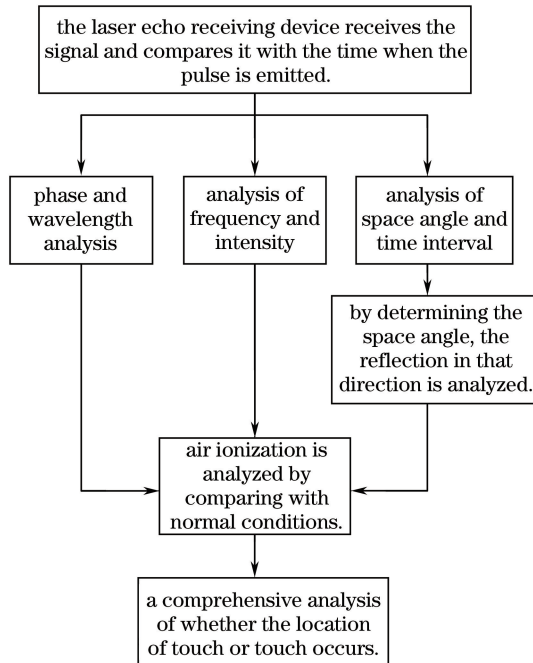 the laser echo receiving device receives the
signal and compares it with the time when the
pulse is emitted.
phase and
wavelength
analysis
analysis of
frequency and
intensity
analysis of
space angle and
time interval
by determining the
space angle, the
reflection in that
direction is analyzed.
air ionization is
analyzed by
comparing with
normal conditions.
a comprehensive analysis
of whether the location
of touch or touch occurs.